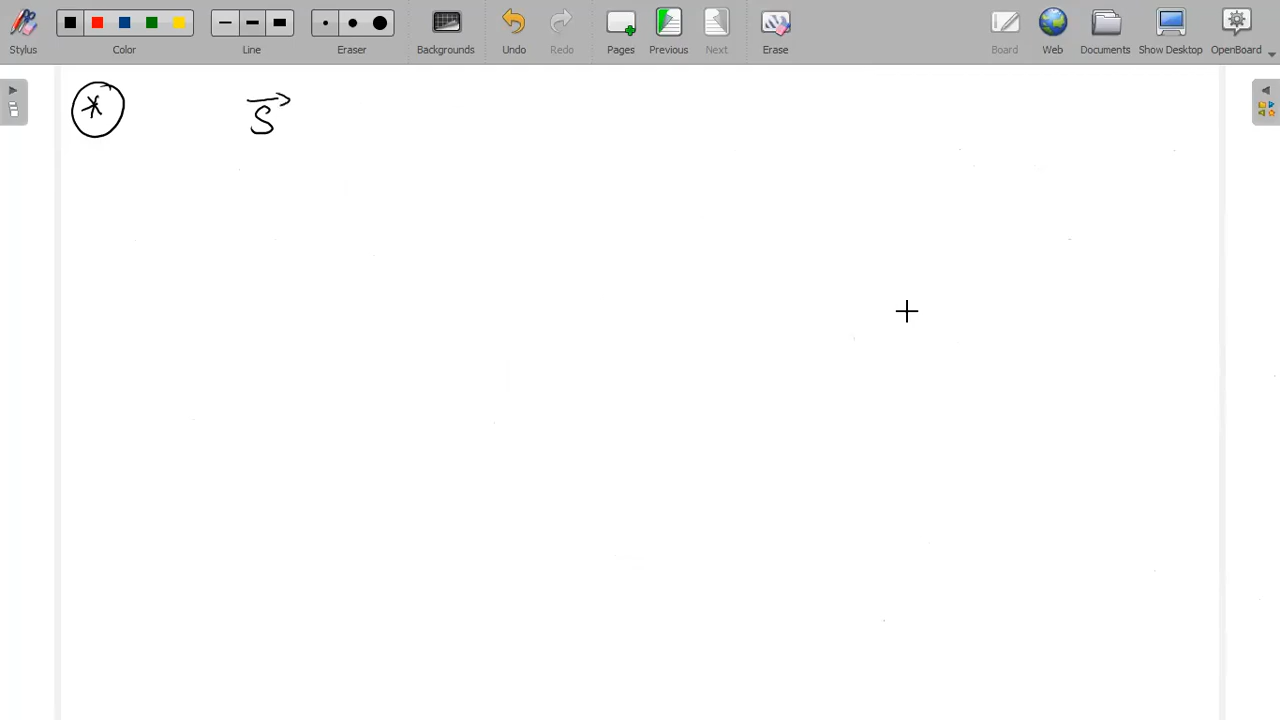 Stylus Color Line Eraser Backgrounds Undo Redo Pages Previous Next Erase Board Web Documents Show Desktop OpenBoard
* S⃗